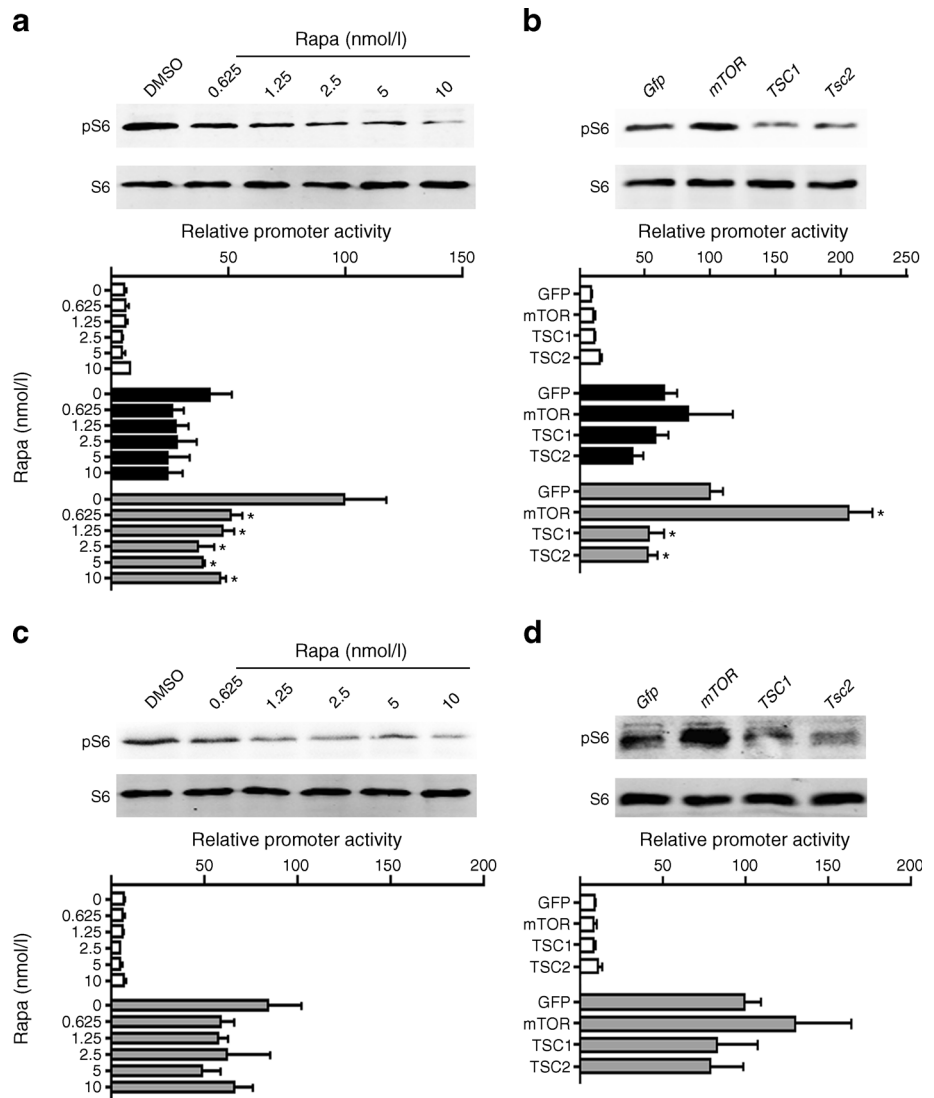 a
Rapa (nmol/l)
DMSO 0.625 1.25 2.5 5 10
pS6
S6
Relative promoter activity
50 100 150
0
0.625
1.25
2.5
5
10
0
0.625
1.25
2.5
5
10
0
0.625 *
1.25 *
2.5 *
5 *
10 *
Rapa (nmol/l)
b
Gfp mTOR TSC1 Tsc2
pS6
S6
Relative promoter activity
50 100 150 200 250
GFP
mTOR
TSC1
TSC2
GFP
mTOR
TSC1
TSC2
GFP
mTOR *
TSC1 *
TSC2 *
c
Rapa (nmol/l)
DMSO 0.625 1.25 2.5 5 10
pS6
S6
Relative promoter activity
50 100 150 200
0
0.625
1.25
2.5
5
10
0
0.625
1.25
2.5
5
10
Rapa (nmol/l)
d
Gfp mTOR TSC1 Tsc2
pS6
S6
Relative promoter activity
50 100 150 200
GFP
mTOR
TSC1
TSC2
GFP
mTOR
TSC1
TSC2